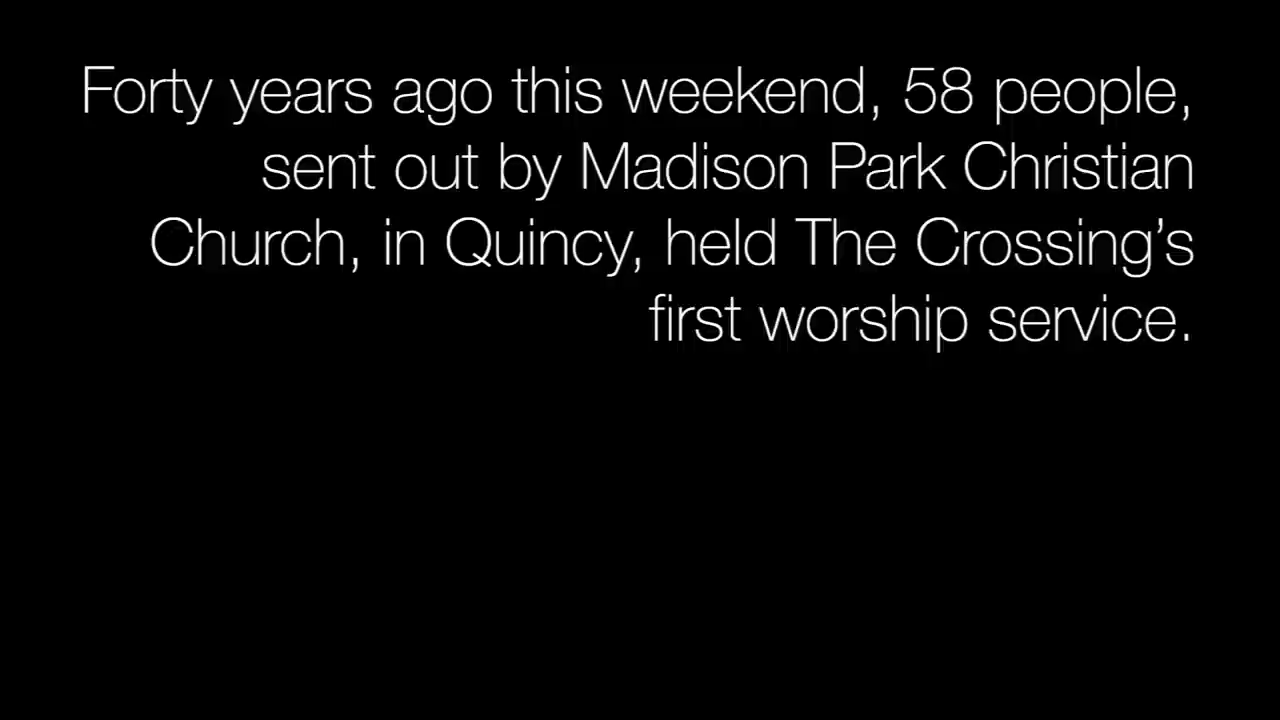 Forty years ago this weekend, 58 people,
sent out by Madison Park Christian
Church, in Quincy, held The Crossing’s
first worship service.